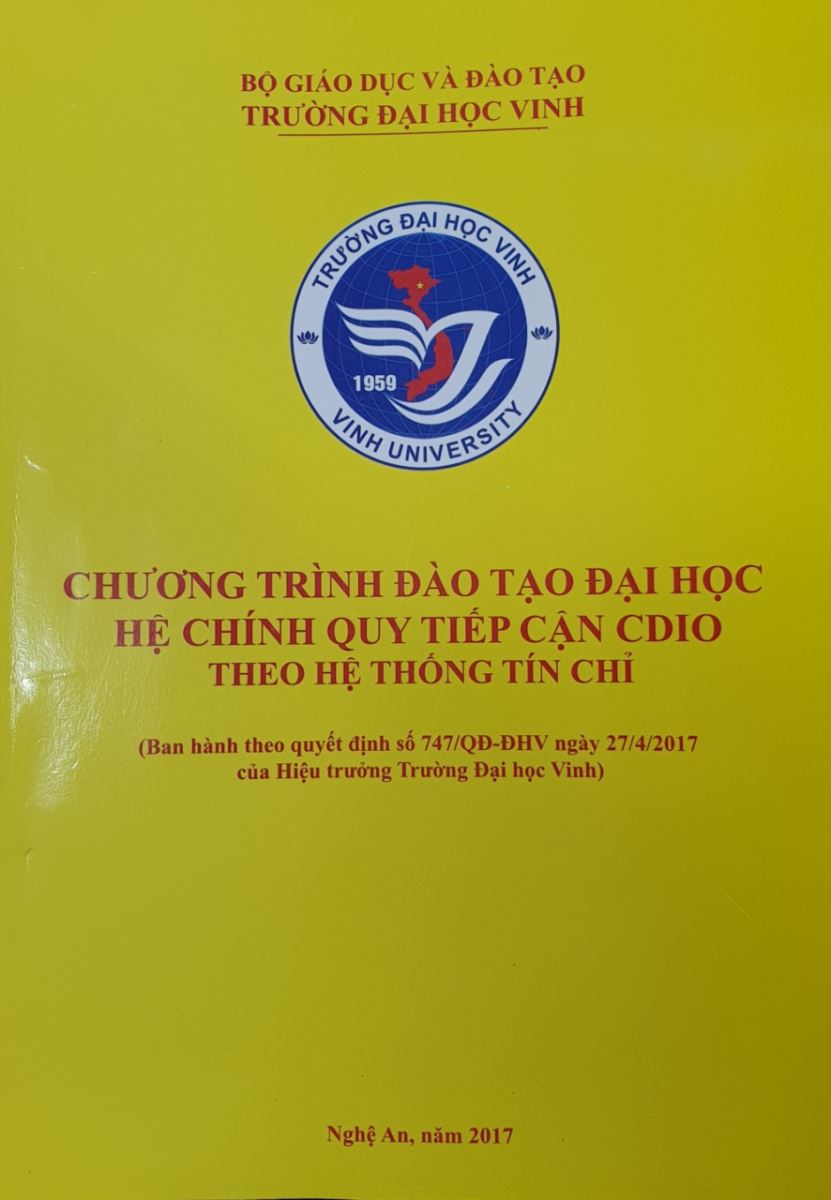 BỘ GIÁO DỤC VÀ ĐÀO TẠO
TRƯỜNG ĐẠI HỌC VINH
TRƯỜNG ĐẠI HỌC VINH
1959
VINH UNIVERSITY
CHƯƠNG TRÌNH ĐÀO TẠO ĐẠI HỌC
HỆ CHÍNH QUY TIẾP CẬN CDIO
THEO HỆ THỐNG TÍN CHỈ
(Ban hành theo quyết định số 747/QĐ-ĐHV ngày 27/4/2017
của Hiệu trưởng Trường Đại học Vinh)
Nghệ An, năm 2017